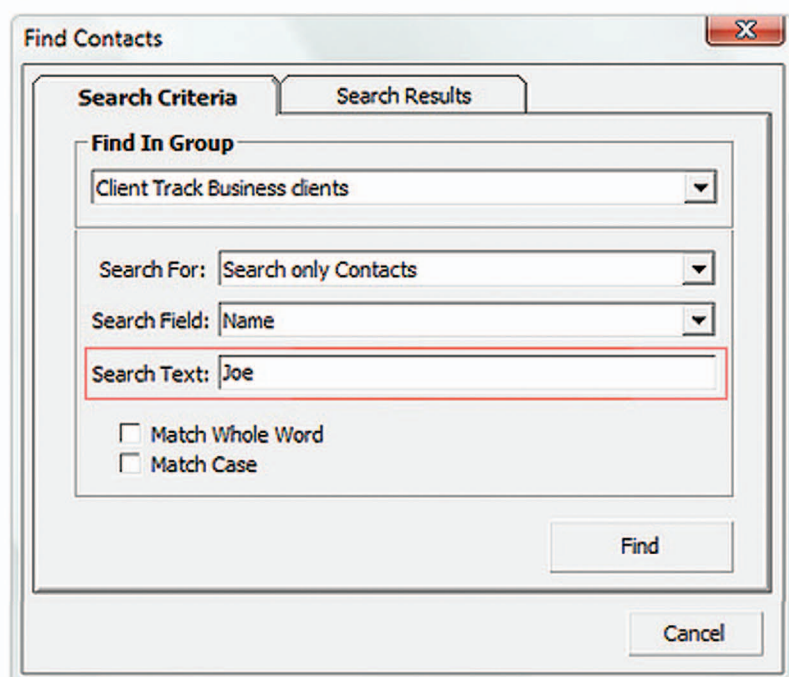 Find Contacts
Search Criteria
Search Results
Find In Group
Client Track Business clients
Search For: Search only Contacts
Search Field: Name
Search Text: Joe
Match Whole Word
Match Case
Find
Cancel